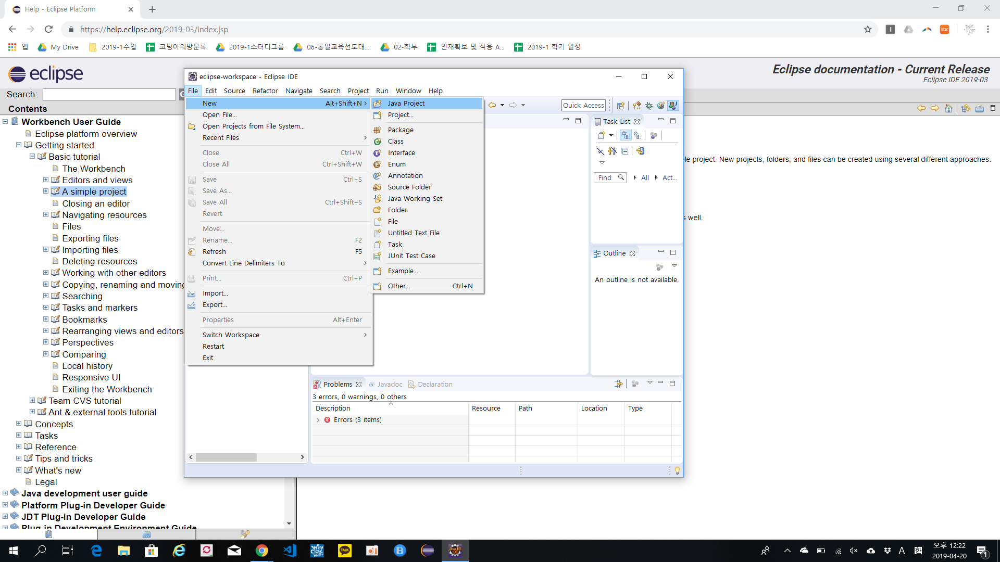 Help - Eclipse Platform
https://help.eclipse.org/2019-03/index.jsp
앱
My Drive
2019-1수업
코딩아워방문록
2019-1스터디그룹
06-통일교육선도대...
02-학부
인재확보 및 적응 A...
2019-1 학기 일정
eclipse
Eclipse documentation - Current Release
Eclipse IDE 2019-03
Search:
Contents
Workbench User Guide
Eclipse platform overview
Getting started
Basic tutorial
The Workbench
Editors and views
A simple project
Closing an editor
Navigating resources
Files
Exporting files
Importing files
Deleting resources
Working with other editors
Copying, renaming and moving
Searching
Tasks and markers
Bookmarks
Rearranging views and editors
Perspectives
Comparing
Local history
Responsive UI
Exiting the Workbench
Team CVS tutorial
Ant & external tools tutorial
Concepts
Tasks
Reference
Tips and tricks
What's new
Legal
Java development user guide
Platform Plug-in Developer Guide
JDT Plug-in Developer Guide
Plug-in Development Environment Guide
eclipse-workspace - Eclipse IDE
File Edit Source Refactor Navigate Search Project Run Window Help
New Alt+Shift+N
Open File...
Open Projects from File System...
Recent Files
Close Ctrl+W
Close All Ctrl+Shift+W
Save Ctrl+S
Save As...
Save All Ctrl+Shift+S
Revert
Move...
Rename... F2
Refresh F5
Convert Line Delimiters To
Print... Ctrl+P
Import...
Export...
Properties Alt+Enter
Switch Workspace
Restart
Exit
Java Project
Project...
Package
Class
Interface
Enum
Annotation
Source Folder
Java Working Set
Folder
File
Untitled Text File
Task
JUnit Test Case
Example...
Other... Ctrl+N
Quick Access
Task List
Find
All
Act...
Outline
An outline is not available.
Problems
@ Javadoc
Declaration
3 errors, 0 warnings, 0 others
Description Resource Path Location Type
Errors (3 items)
le project. New projects, folders, and files can be created using several different approaches.
s well.
TALK
Java EE
IDE
A
한
오후 12:22
2019-04-20
1